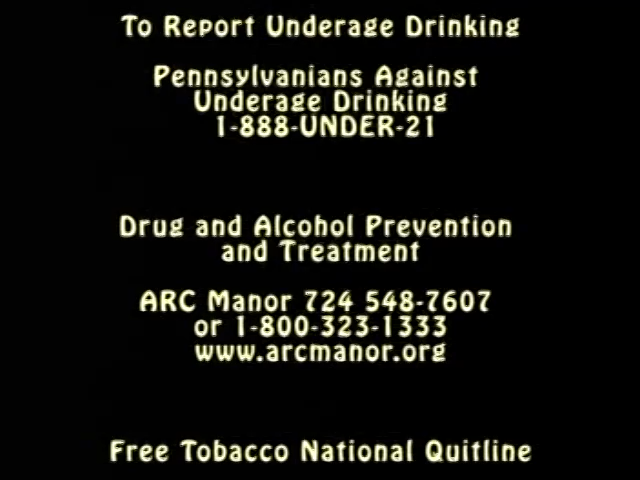 To Report Underage Drinking
Pennsylvanians Against
Underage Drinking
1-888-UNDER-21
Drug and Alcohol Prevention
and Treatment
ARC Manor 724 548-7607
or 1-800-323-1333
www.arcmanor.org
Free Tobacco National Quitline